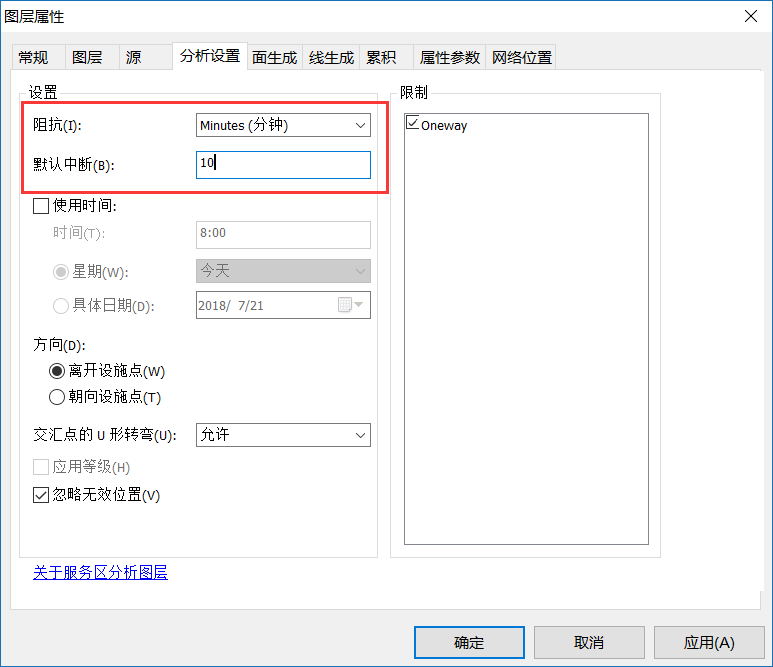 图层属性
常规 图层 源 分析设置 面生成 线生成 累积 属性参数 网络位置
设置
阻抗(I): Minutes (分钟)
默认中断(B): 10
使用时间:
时间(T): 8:00
星期(W): 今天
具体日期(D): 2018/ 7/21
方向(D):
离开设施点(W)
朝向设施点(T)
交汇点的 U 形转弯(U): 允许
应用等级(H)
忽略无效位置(V)
关于服务区分析图层
限制
Oneway
确定 取消 应用(A)